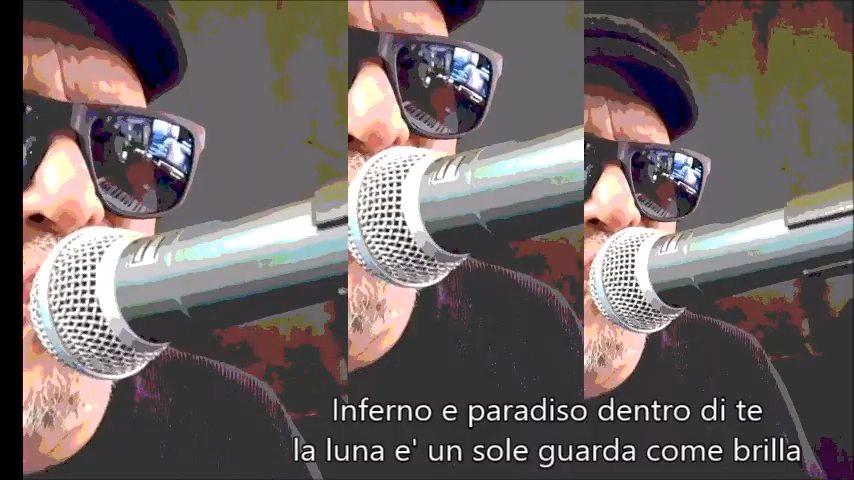 Inferno e paradiso dentro di te
la luna e' un sole guarda come brilla